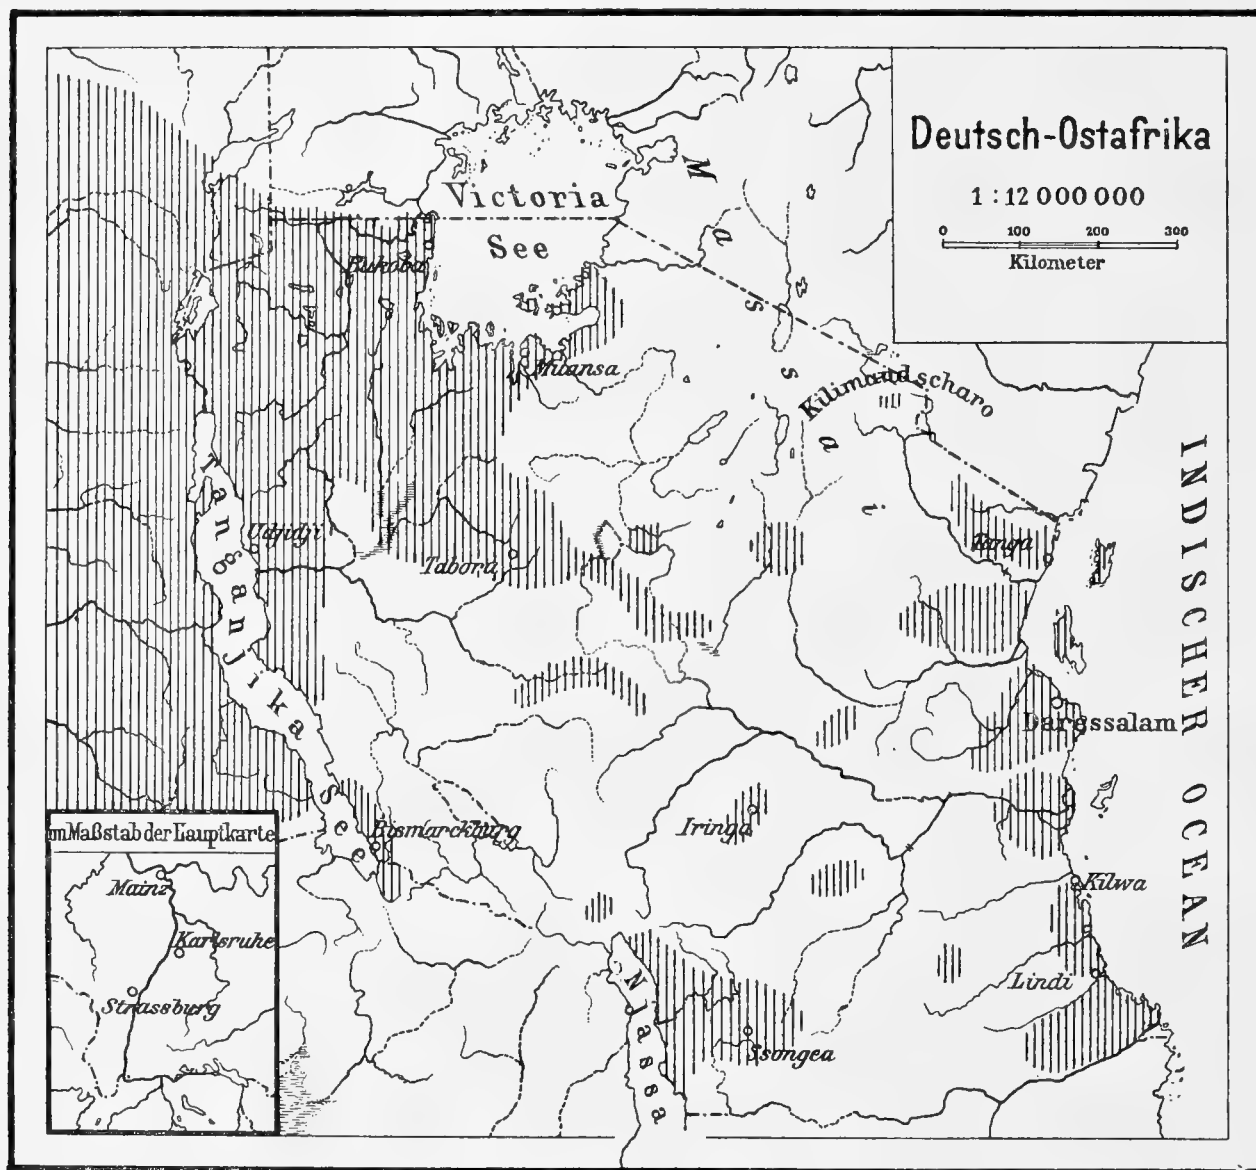 Deutsch-Ostafrika
1 : 12 000 000
0 100 200 300
Kilometer
Victoria
See
Massai
Bukoba
Muansa
Kilimandscharo
Tanganjika See
Udjidji
Tabora
Tanga
INDISCHER OCEAN
Daressalam
Bismarckburg
Iringa
Kilwa
Lindi
Njassa
Ssongea
im Maßstab der Hauptkarte
Mainz
Karlsruhe
Strassburg